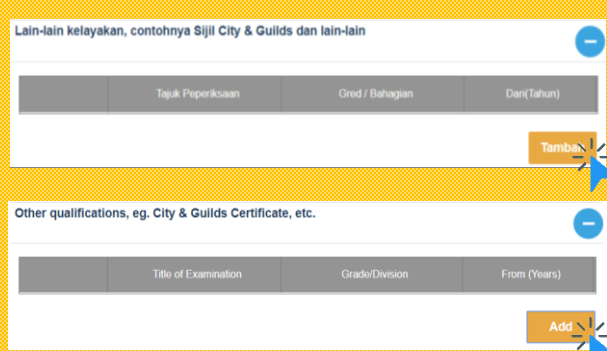 Lain-lain kelayakan, contohnya Sijil City & Guilds dan lain-lain
Tajuk Peperiksaan Gred / Bahagian Dari(Tahun)
Tambah
Other qualifications, eg. City & Guilds Certificate, etc.
Title of Examination Grade/Division From (Years)
Add